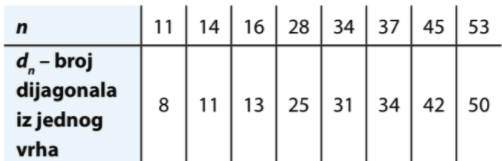 n 11 14 16 28 34 37 45 53
dₙ – broj
dijagonala
iz jednog
vrha
8 11 13 25 31 34 42 50